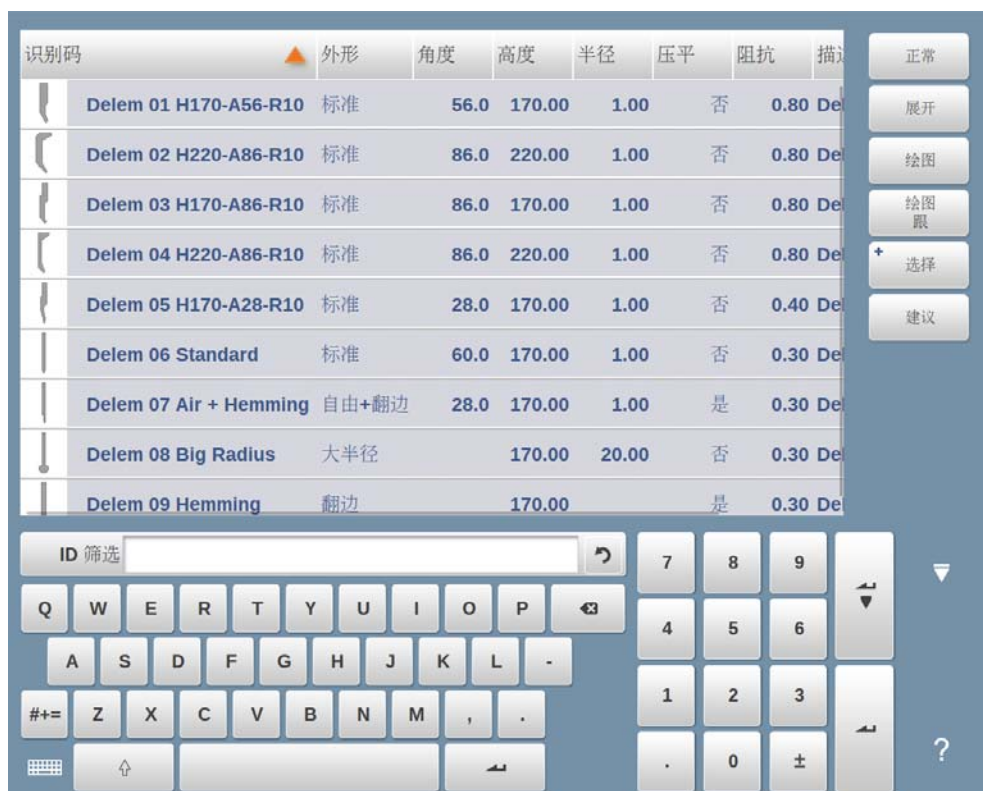 识别码 外形 角度 高度 半径 压平 阻抗
Delem 01 H170-A56-R10 标准 56.0 170.00 1.00 否 0.80 Del
Delem 02 H220-A86-R10 标准 86.0 220.00 1.00 否 0.80 Del
Delem 03 H170-A86-R10 标准 86.0 170.00 1.00 否 0.80 Del
Delem 04 H220-A86-R10 标准 86.0 220.00 1.00 否 0.80 Del
Delem 05 H170-A28-R10 标准 28.0 170.00 1.00 否 0.40 Del
Delem 06 Standard 标准 60.0 170.00 1.00 否 0.30 Del
Delem 07 Air + Hemming 自由+翻边 28.0 170.00 1.00 是 0.30 Del
Delem 08 Big Radius 大半径 170.00 20.00 否 0.30 Del
Delem 09 Hemming 翻边 170.00 是 0.30 Del
正常
展开
绘图
绘图
跟
+ 选择
建议
ID 筛选
Q W E R T Y U I O P
A S D F G H J K L -
#+= Z X C V B N M , .
7 8 9
4 5 6
1 2 3
. 0 ±
?